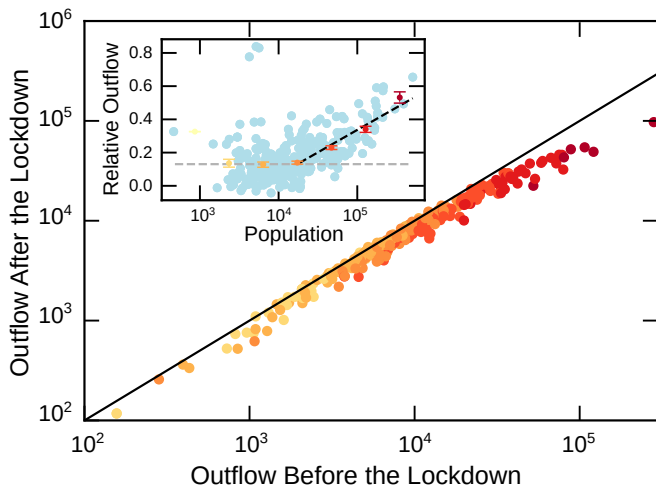 10^6
10^5
10^4
10^3
10^2
Outflow After the Lockdown
0.8
0.6
0.4
0.2
0.0
Relative Outflow
10^3 10^4 10^5
Population
10^2 10^3 10^4 10^5
Outflow Before the Lockdown